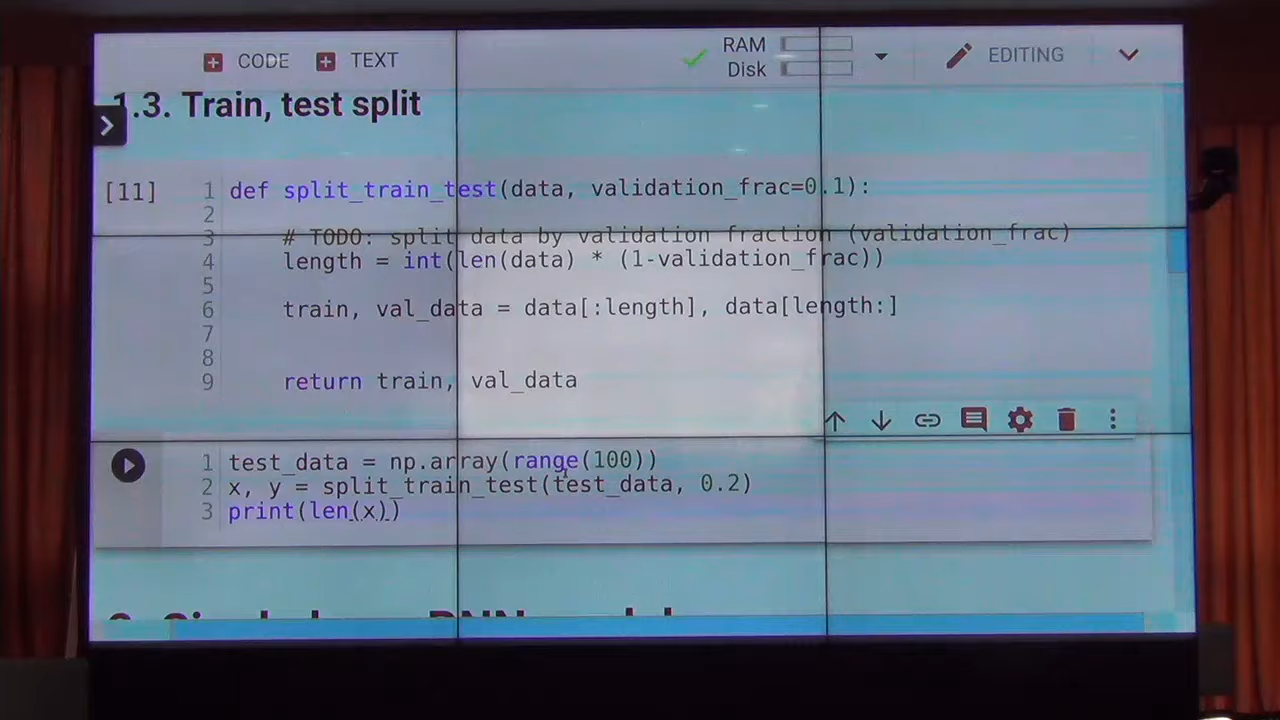 CODE TEXT RAM Disk EDITING
1.3. Train, test split
[11]
1 def split_train_test(data, validation_frac=0.1):
2
3 # TODO: split data by validation fraction (validation_frac)
4 length = int(len(data) * (1-validation_frac))
5
6 train, val_data = data[:length], data[length:]
7
8
9 return train, val_data
1 test_data = np.array(range(100))
2 x, y = split_train_test(test_data, 0.2)
3 print(len(x))